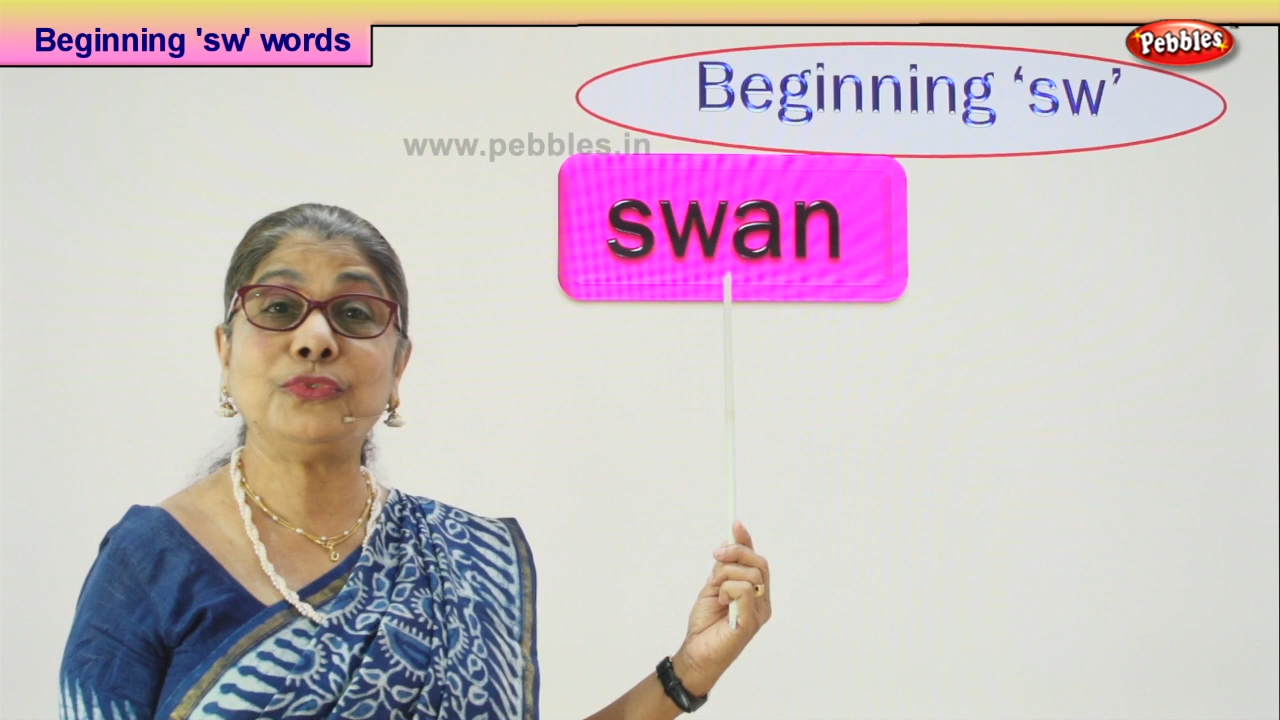 Beginning 'sw' words
Pebbles
Beginning ‘sw’
www.pebbles.in
swan